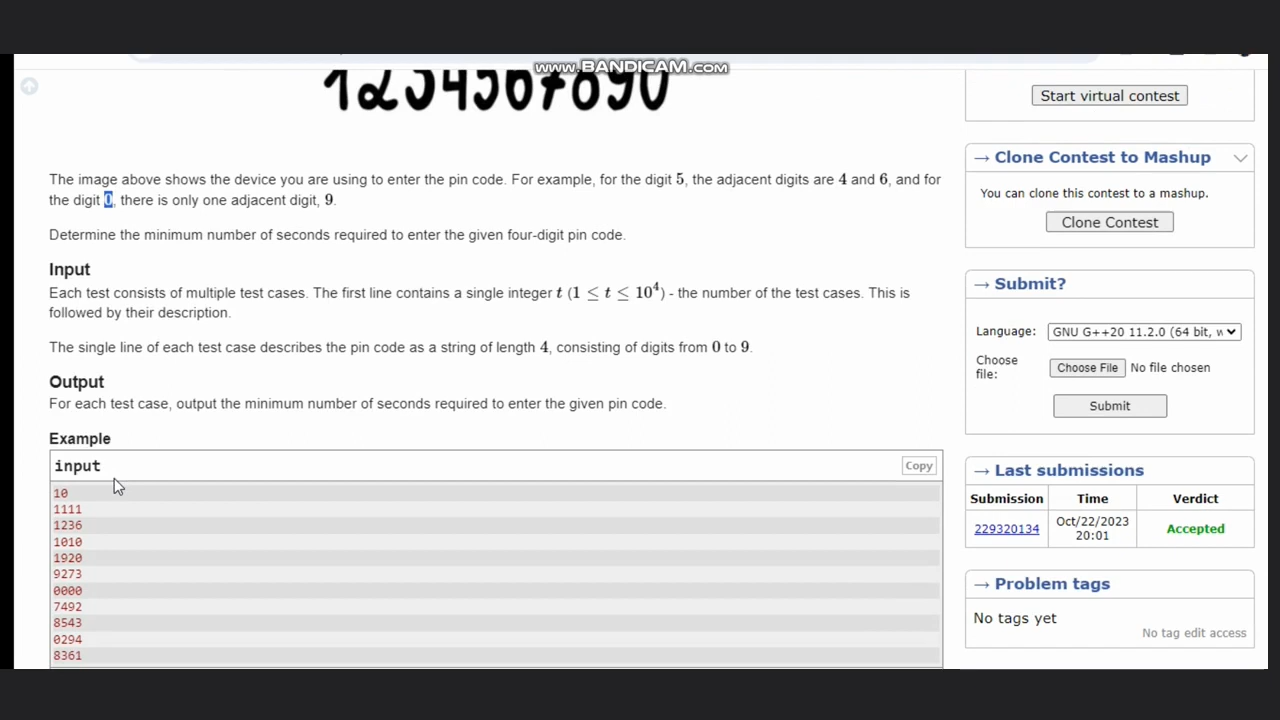 www.BANDICAM.com
1234567890
Start virtual contest
The image above shows the device you are using to enter the pin code. For example, for the digit 5, the adjacent digits are 4 and 6, and for
the digit 0, there is only one adjacent digit, 9.
Determine the minimum number of seconds required to enter the given four-digit pin code.
Input
Each test consists of multiple test cases. The first line contains a single integer t (1 ≤ t ≤ 10⁴) - the number of the test cases. This is
followed by their description.
The single line of each test case describes the pin code as a string of length 4, consisting of digits from 0 to 9.
Output
For each test case, output the minimum number of seconds required to enter the given pin code.
Example
input
Copy
10
1111
1236
1010
1920
9273
0000
7492
8543
0294
8361
→ Clone Contest to Mashup
You can clone this contest to a mashup.
Clone Contest
→ Submit?
Language: GNU G++20 11.2.0 (64 bit, w
Choose file: Choose File No file chosen
Submit
→ Last submissions
Submission Time Verdict
229320134 Oct/22/2023 20:01 Accepted
→ Problem tags
No tags yet
No tag edit access